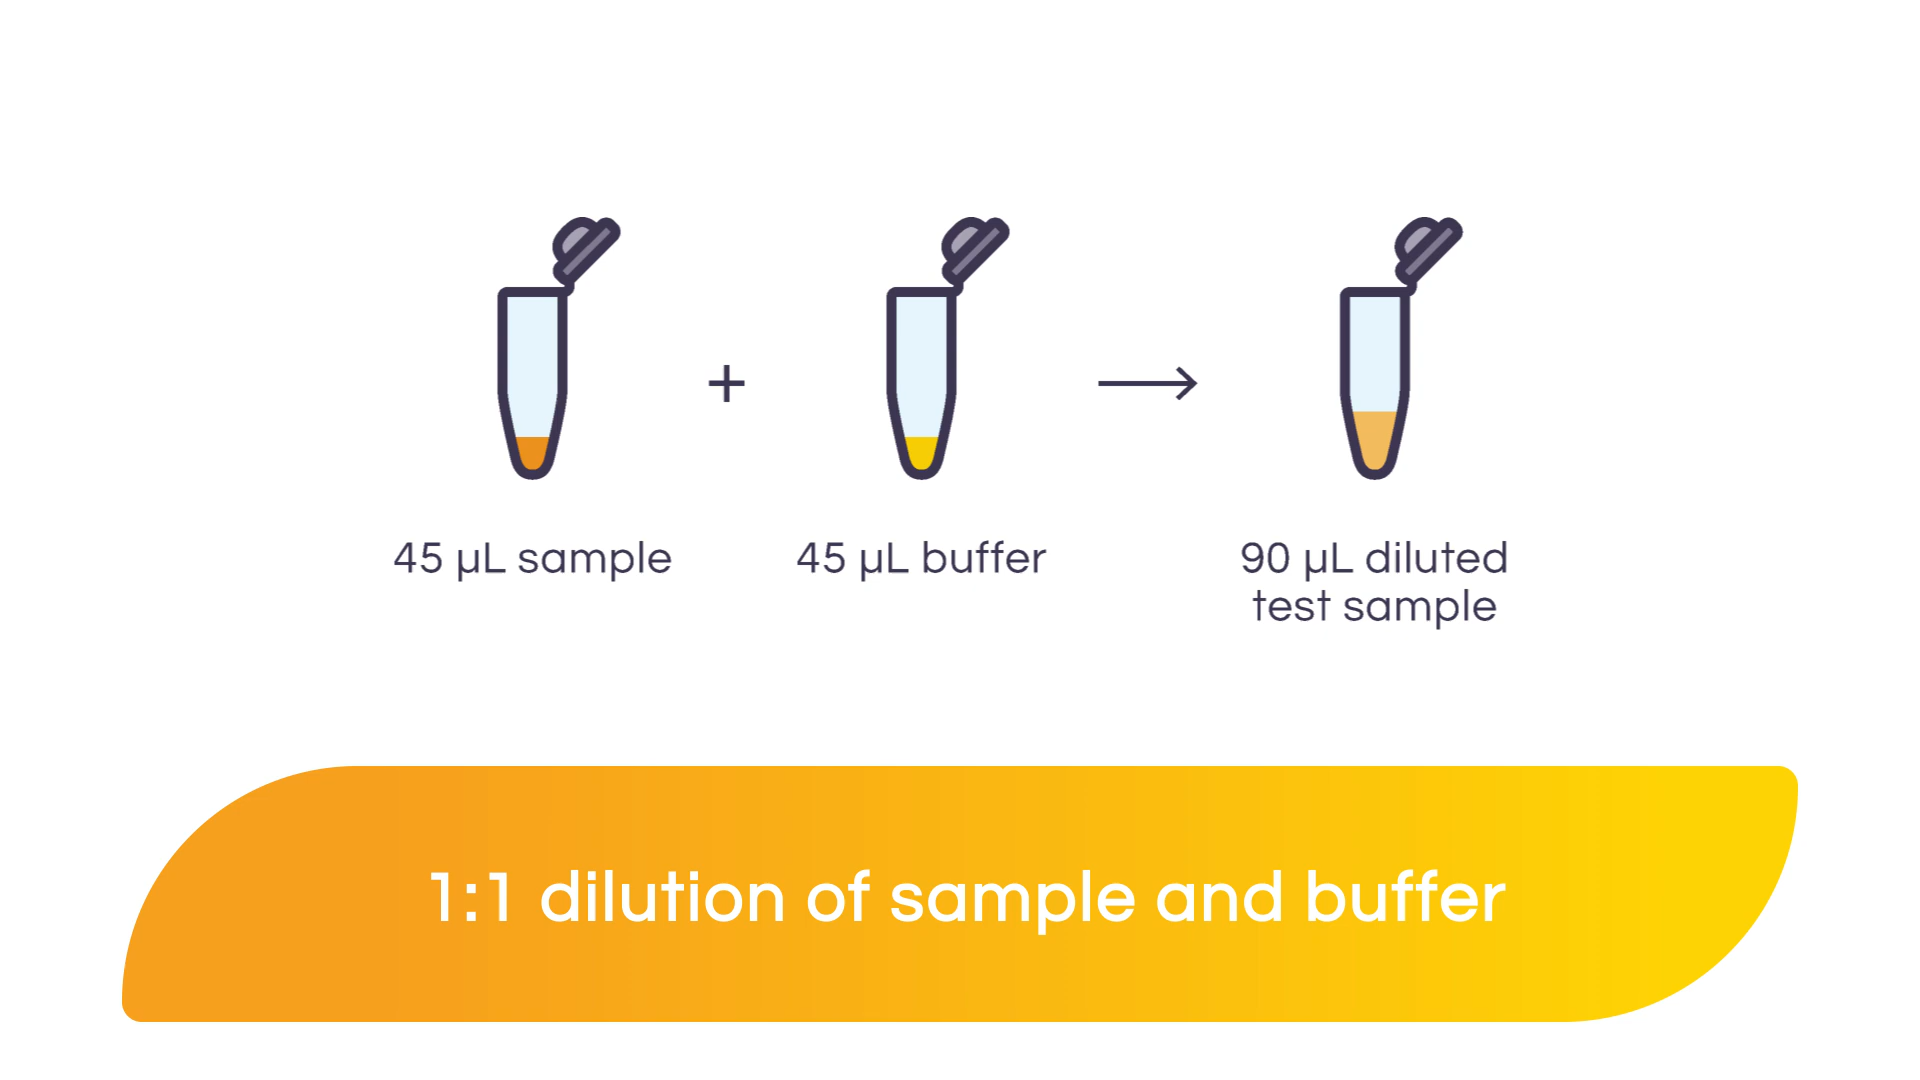 +
45 µL sample
45 µL buffer
90 µL diluted
test sample
1:1 dilution of sample and buffer